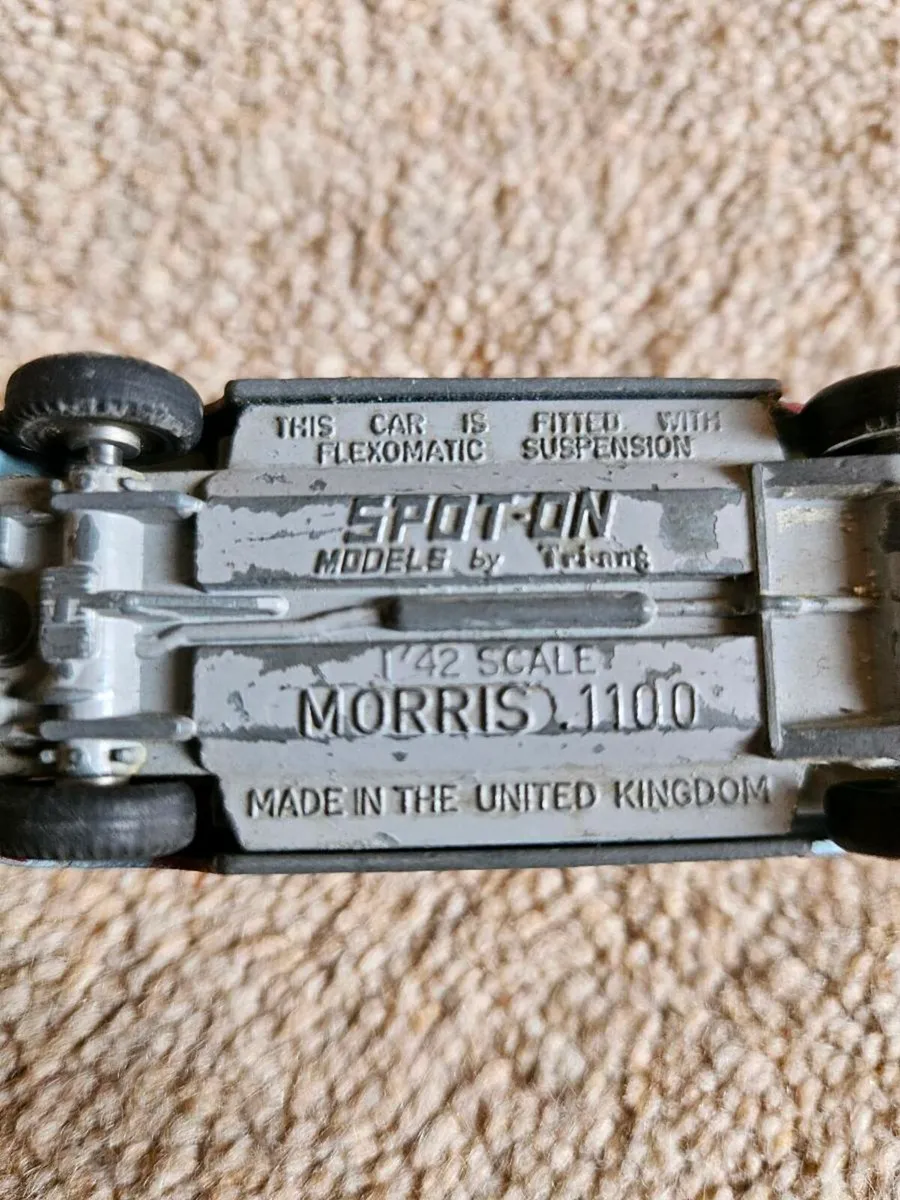 THIS CAR IS FITTED WITH
FLEXOMATIC SUSPENSION
SPOT-ON
MODELS by Tri-ang
1/42 SCALE
MORRIS 1100
MADE IN THE UNITED KINGDOM